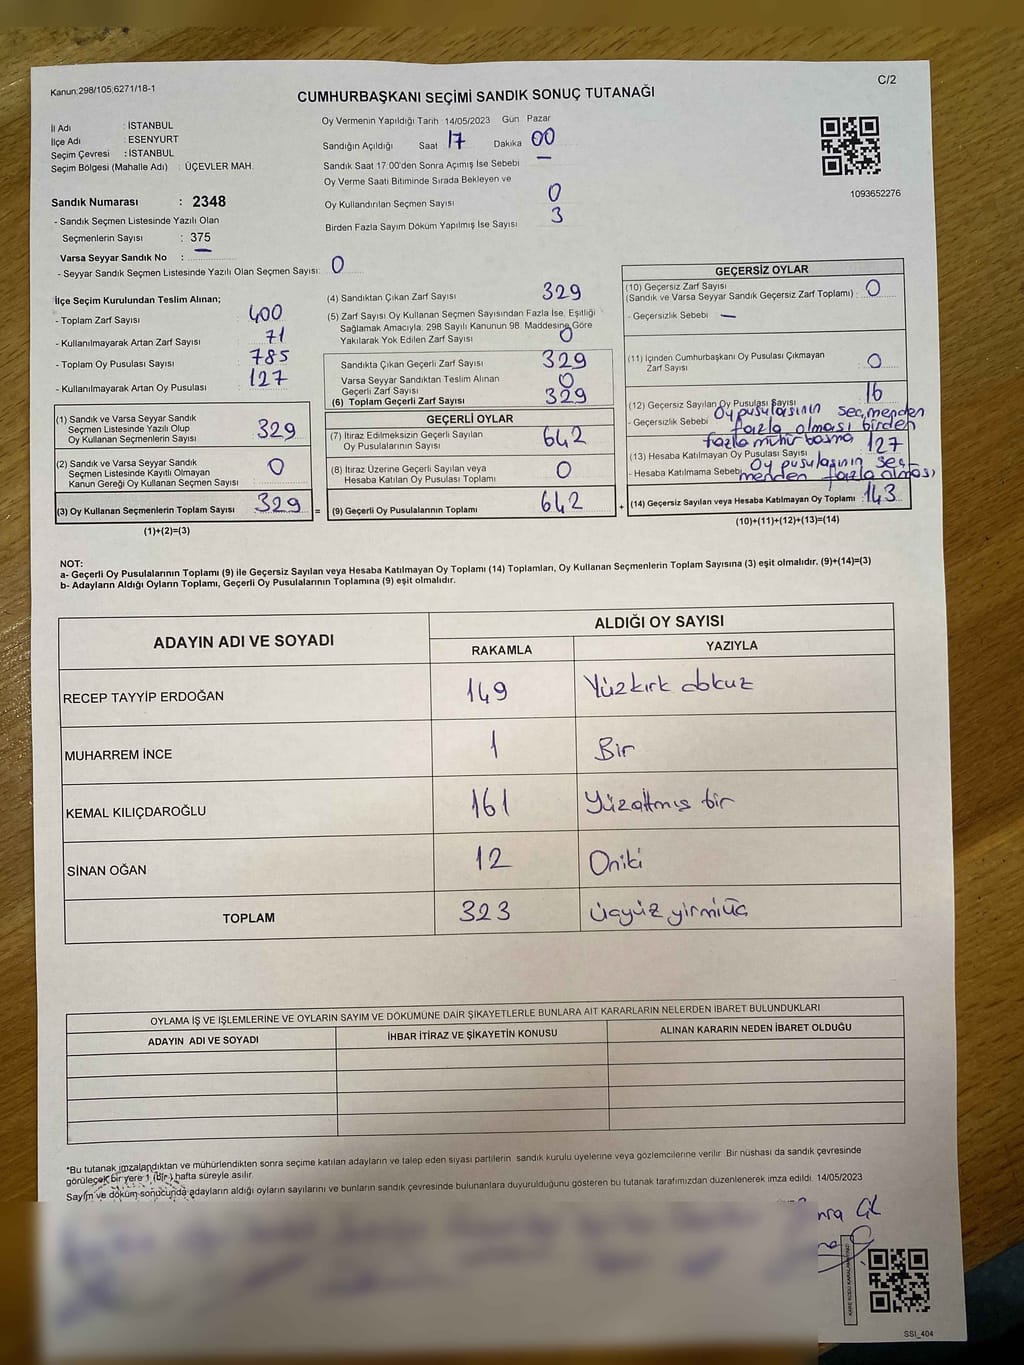 Kanun:298/105,6271/18-1
C/2
CUMHURBAŞKANI SEÇİMİ SANDIK SONUÇ TUTANAĞI
İl Adı : İSTANBUL
İlçe Adı : ESENYURT
Seçim Çevresi : İSTANBUL
Seçim Bölgesi (Mahalle Adı) : ÜÇEVLER MAH.
Oy Vermenin Yapıldığı Tarih :14/05/2023 Gün Pazar
Sandığın Açıldığı Saat 17 Dakika 00
Sandık Saat 17:00'den Sonra Açımış İse Sebebi —
Oy Verme Saati Bitiminde Sırada Bekleyen ve
Oy Kullandırılan Seçmen Sayısı 0
Birden Fazla Sayım Döküm Yapılmış İse Sayısı 3
1093652276
Sandık Numarası : 2348
- Sandık Seçmen Listesinde Yazılı Olan
Seçmenlerin Sayısı : 375
Varsa Seyyar Sandık No : —
- Seyyar Sandık Seçmen Listesinde Yazılı Olan Seçmen Sayısı: 0
İlçe Seçim Kurulundan Teslim Alınan;
- Toplam Zarf Sayısı 400
- Kullanılmayarak Artan Zarf Sayısı 71
- Toplam Oy Pusulası Sayısı 785
- Kullanılmayarak Artan Oy Pusulası 127
(1) Sandık ve Varsa Seyyar Sandık
Seçmen Listesinde Yazılı Olup
Oy Kullanan Seçmenlerin Sayısı 329
(2) Sandık ve Varsa Seyyar Sandık
Seçmen Listesinde Kayıtlı Olmayan
Kanun Gereği Oy Kullanan Seçmen Sayısı 0
(3) Oy Kullanan Seçmenlerin Toplam Sayısı 329 =
(1)+(2)=(3)
(4) Sandıktan Çıkan Zarf Sayısı 329
(5) Zarf Sayısı Oy Kullanan Seçmen Sayısından Fazla İse, Eşitliği
Sağlamak Amacıyla, 298 Sayılı Kanunun 98. Maddesine Göre
Yakılarak Yok Edilen Zarf Sayısı 0
Sandıkta Çıkan Geçerli Zarf Sayısı 329
Varsa Seyyar Sandıktan Teslim Alınan
Geçerli Zarf Sayısı 0
(6) Toplam Geçerli Zarf Sayısı 329
GEÇERLİ OYLAR
(7) İtiraz Edilmeksizin Geçerli Sayılan
Oy Pusulalarının Sayısı 642
(8) İtiraz Üzerine Geçerli Sayılan veya
Hesaba Katılan Oy Pusulası Toplamı 0
(9) Geçerli Oy Pusulalarının Toplamı 642 +
GEÇERSİZ OYLAR
(10) Geçersiz Zarf Sayısı
(Sandık ve Varsa Seyyar Sandık Geçersiz Zarf Toplamı) : 0
- Geçersizlik Sebebi —
(11) İçinden Cumhurbaşkanı Oy Pusulası Çıkmayan
Zarf Sayısı 0
(12) Geçersiz Sayılan Oy Pusulası Sayısı 16
- Geçersizlik Sebebi Oy pusulasının seçmenden
fazla olması birden
fazla mühür basma
(13) Hesaba Katılmayan Oy Pusulası Sayısı 127
- Hesaba Katılmama Sebebi Oy pusulasının seç
menden fazla olması
(14) Geçersiz Sayılan veya Hesaba Katılmayan Oy Toplamı : 143
(10)+(11)+(12)+(13)=(14)
NOT:
a- Geçerli Oy Pusulalarının Toplamı (9) ile Geçersiz Sayılan veya Hesaba Katılmayan Oy Toplamı (14) Toplamları, Oy Kullanan Seçmenlerin Toplam Sayısına (3) eşit olmalıdır. (9)+(14)=(3)
b- Adayların Aldığı Oyların Toplamı, Geçerli Oy Pusulalarının Toplamına (9) eşit olmalıdır.
ADAYIN ADI VE SOYADI ALDIĞI OY SAYISI
RAKAMLA YAZIYLA
RECEP TAYYİP ERDOĞAN 149 Yüzkırk dokuz
MUHARREM İNCE 1 Bir
KEMAL KILIÇDAROĞLU 161 Yüzaltmış bir
SİNAN OĞAN 12 Oniki
TOPLAM 323 üçyüz yirmiüç
OYLAMA İŞ VE İŞLEMLERİNE VE OYLARIN SAYIM VE DÖKÜMÜNE DAİR ŞİKAYETLERLE BUNLARA AİT KARARLARIN NELERDEN İBARET BULUNDUKLARI
ADAYIN ADI VE SOYADI İHBAR İTİRAZ VE ŞİKAYETİN KONUSU ALINAN KARARIN NEDEN İBARET OLDUĞU
*Bu tutanak imzalandıktan ve mühürlendikten sonra seçime katılan adayların ve talep eden siyasi partilerin sandık kurulu üyelerine veya gözlemcilerine verilir. Bir nüshası da sandık çevresinde
görülecek bir yere 1 (bir) hafta süreyle asılır.
Sayım ve döküm sonucunda adayların aldığı oyların sayılarını ve bunların sandık çevresinde bulunanlara duyurulduğunu gösteren bu tutanak tarafımızdan düzenlenerek imza edildi. 14/05/2023
SSI_404